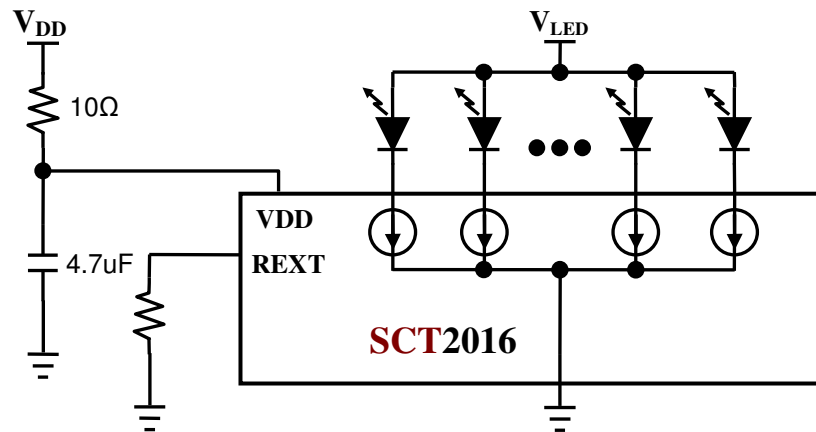 VDD
VLED
10Ω
VDD
4.7uF
REXT
SCT2016